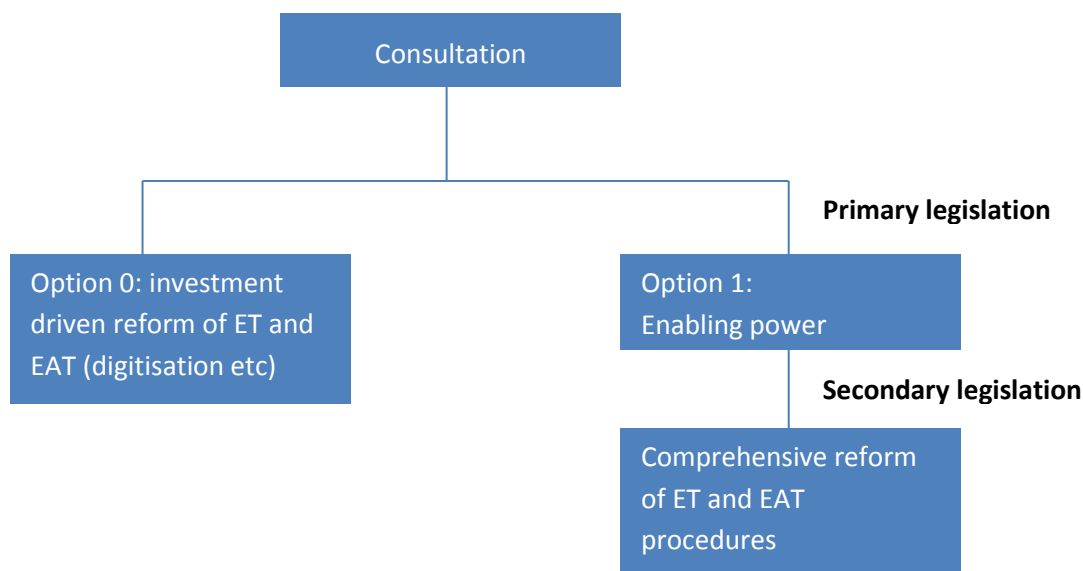 Consultation
Primary legislation
Option 0: investment
driven reform of ET and
EAT (digitisation etc)
Option 1:
Enabling power
Secondary legislation
Comprehensive reform
of ET and EAT
procedures